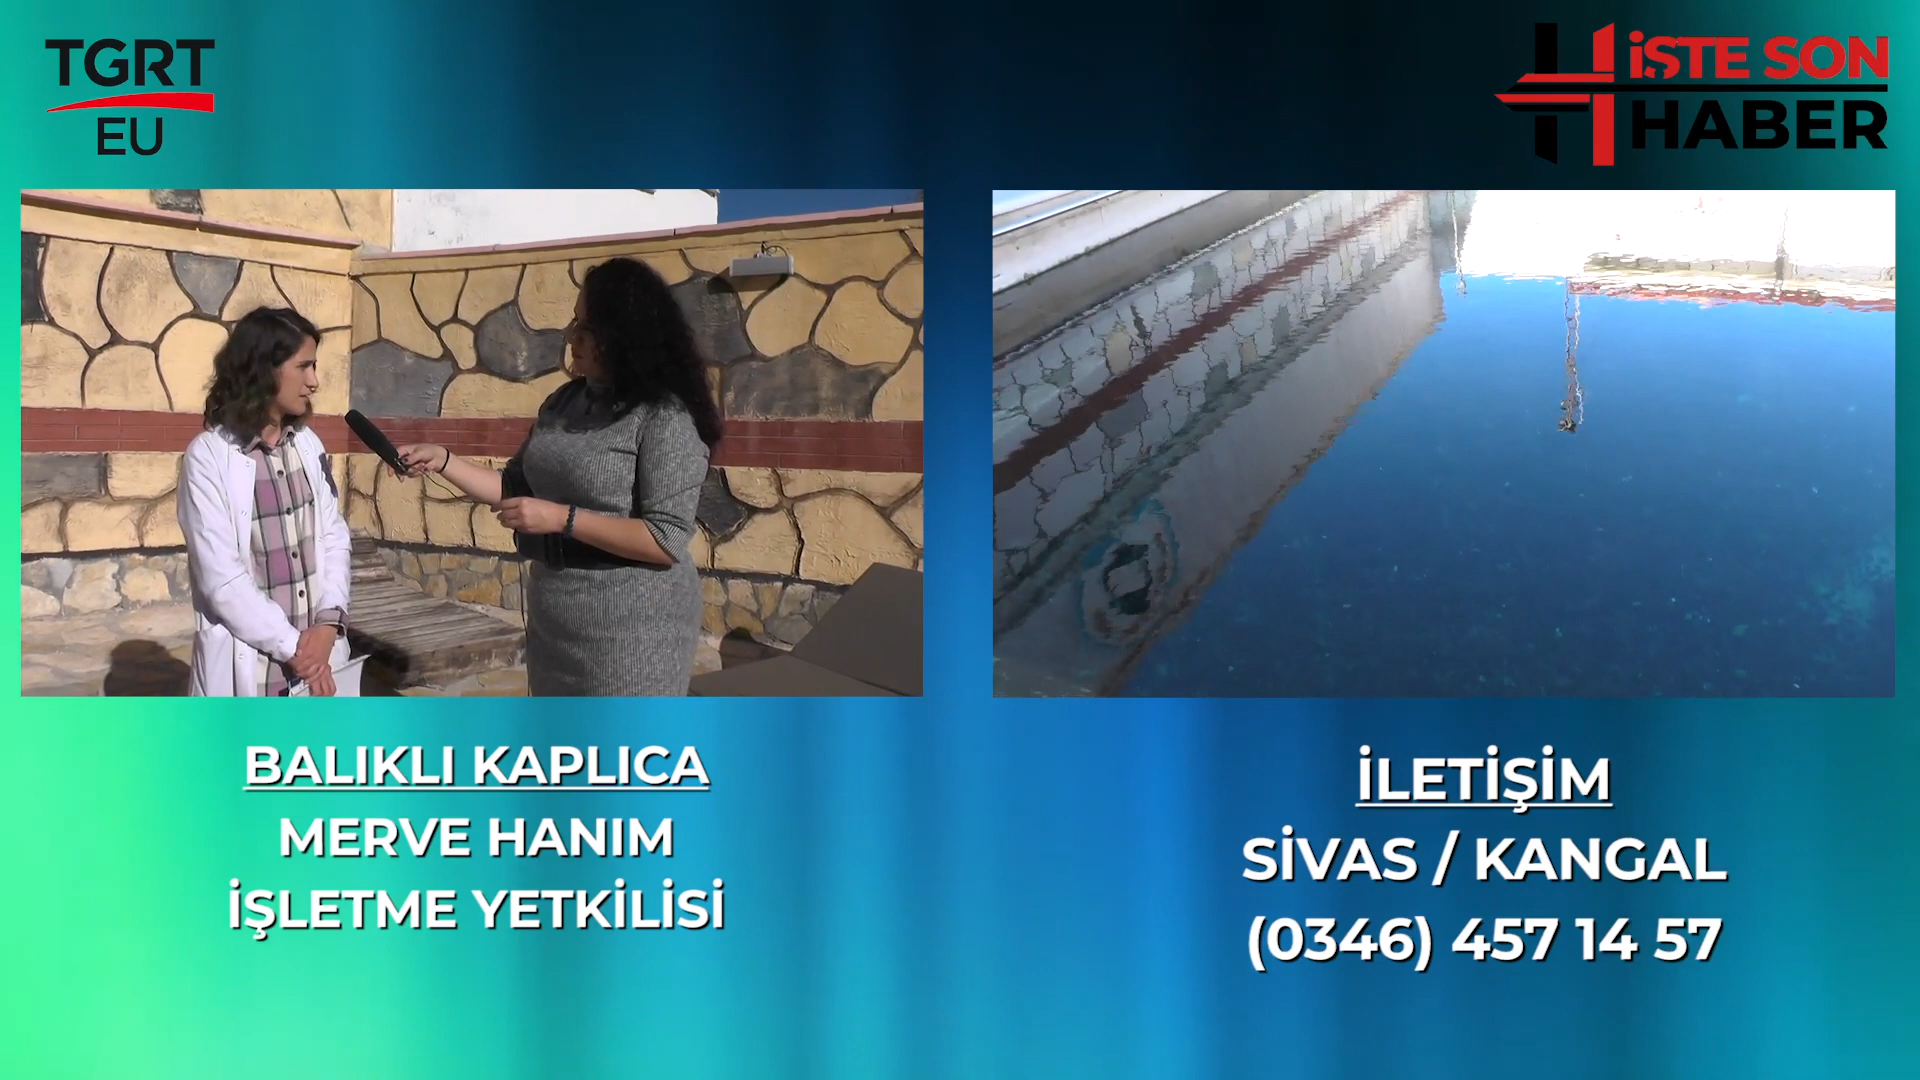 TGRT
EU
İŞTE SON
HABER
BALIKLI KAPLICA
MERVE HANIM
İŞLETME YETKİLİSİ
İLETİŞİM
SİVAS / KANGAL
(0346) 457 14 57